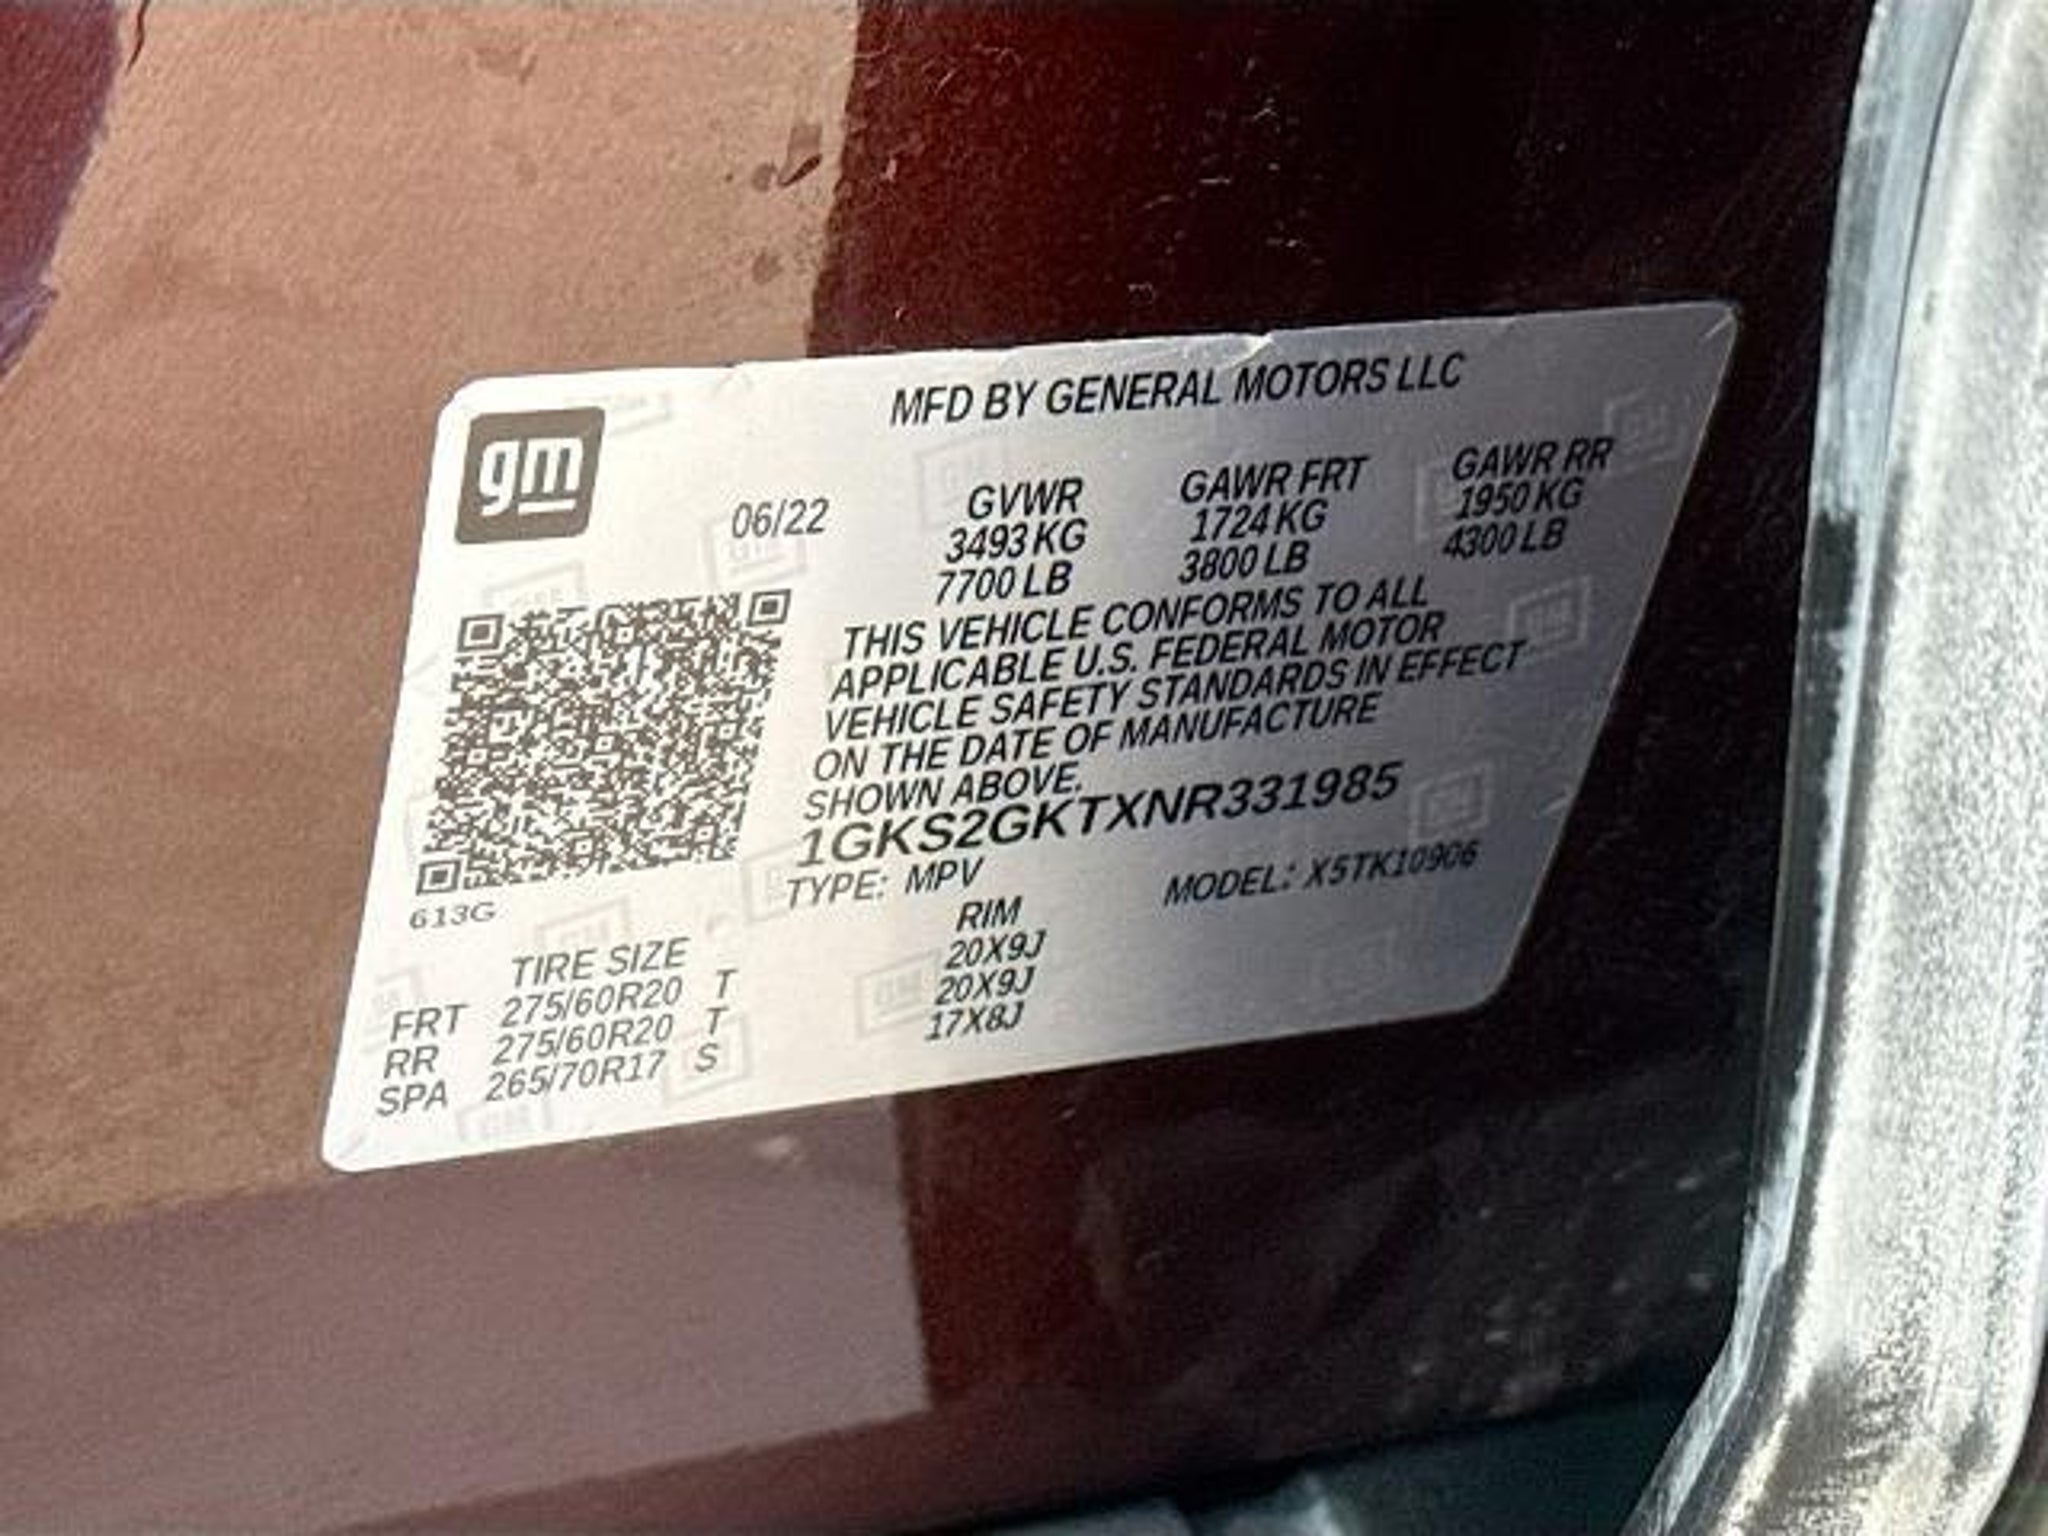 gm
MFD BY GENERAL MOTORS LLC
06/22 GVWR GAWR FRT GAWR RR
3493 KG 1724 KG 1950 KG
7700 LB 3800 LB 4300 LB
THIS VEHICLE CONFORMS TO ALL
APPLICABLE U.S. FEDERAL MOTOR
VEHICLE SAFETY STANDARDS IN EFFECT
ON THE DATE OF MANUFACTURE
SHOWN ABOVE.
1GKS2GKTXNR331985
TYPE: MPV MODEL: X5TK10906
613G
TIRE SIZE RIM
FRT 275/60R20 T 20X9J
RR 275/60R20 T 20X9J
SPA 265/70R17 S 17X8J